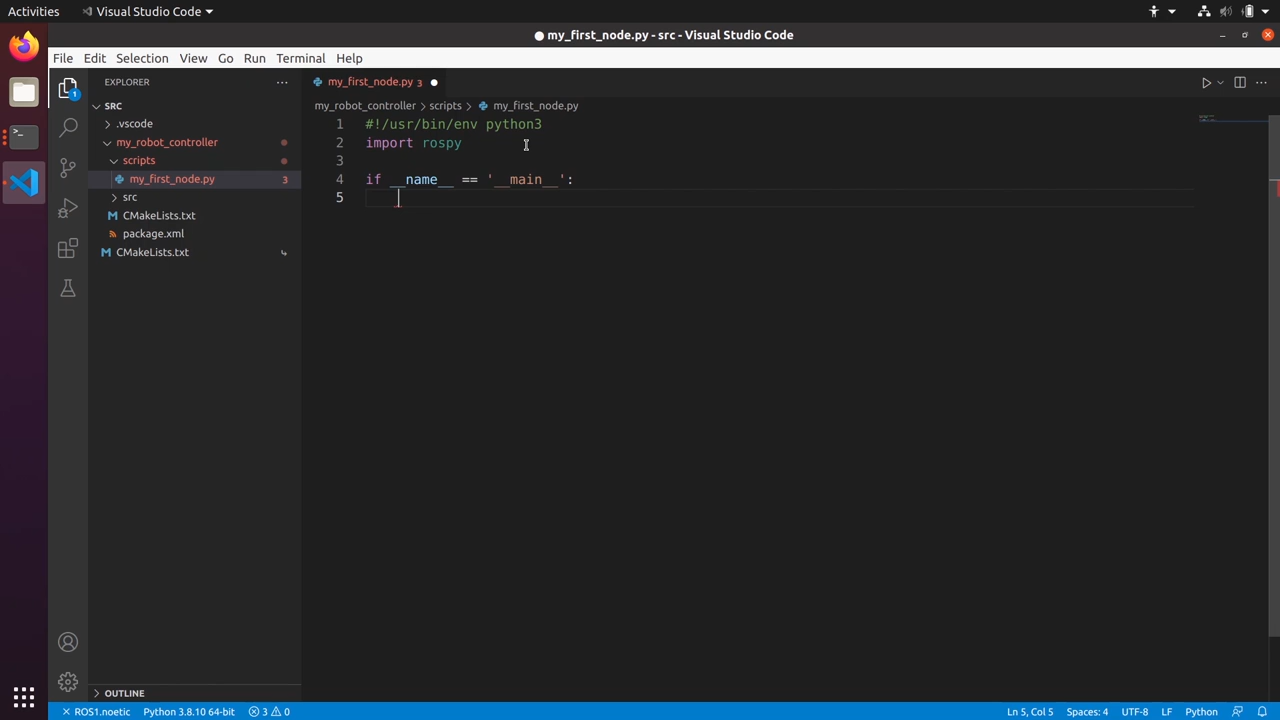 Activities
Visual Studio Code
my_first_node.py - src - Visual Studio Code
File Edit Selection View Go Run Terminal Help
EXPLORER
my_first_node.py 3
SRC
my_robot_controller > scripts > my_first_node.py
.vscode
my_robot_controller
scripts
my_first_node.py 3
src
CMakeLists.txt
package.xml
CMakeLists.txt
1 #!/usr/bin/env python3
2 import rospy
3
4 if __name__ == '__main__':
5
1
OUTLINE
ROS1.noetic Python 3.8.10 64-bit 3 0 Ln 5, Col 5 Spaces: 4 UTF-8 LF Python